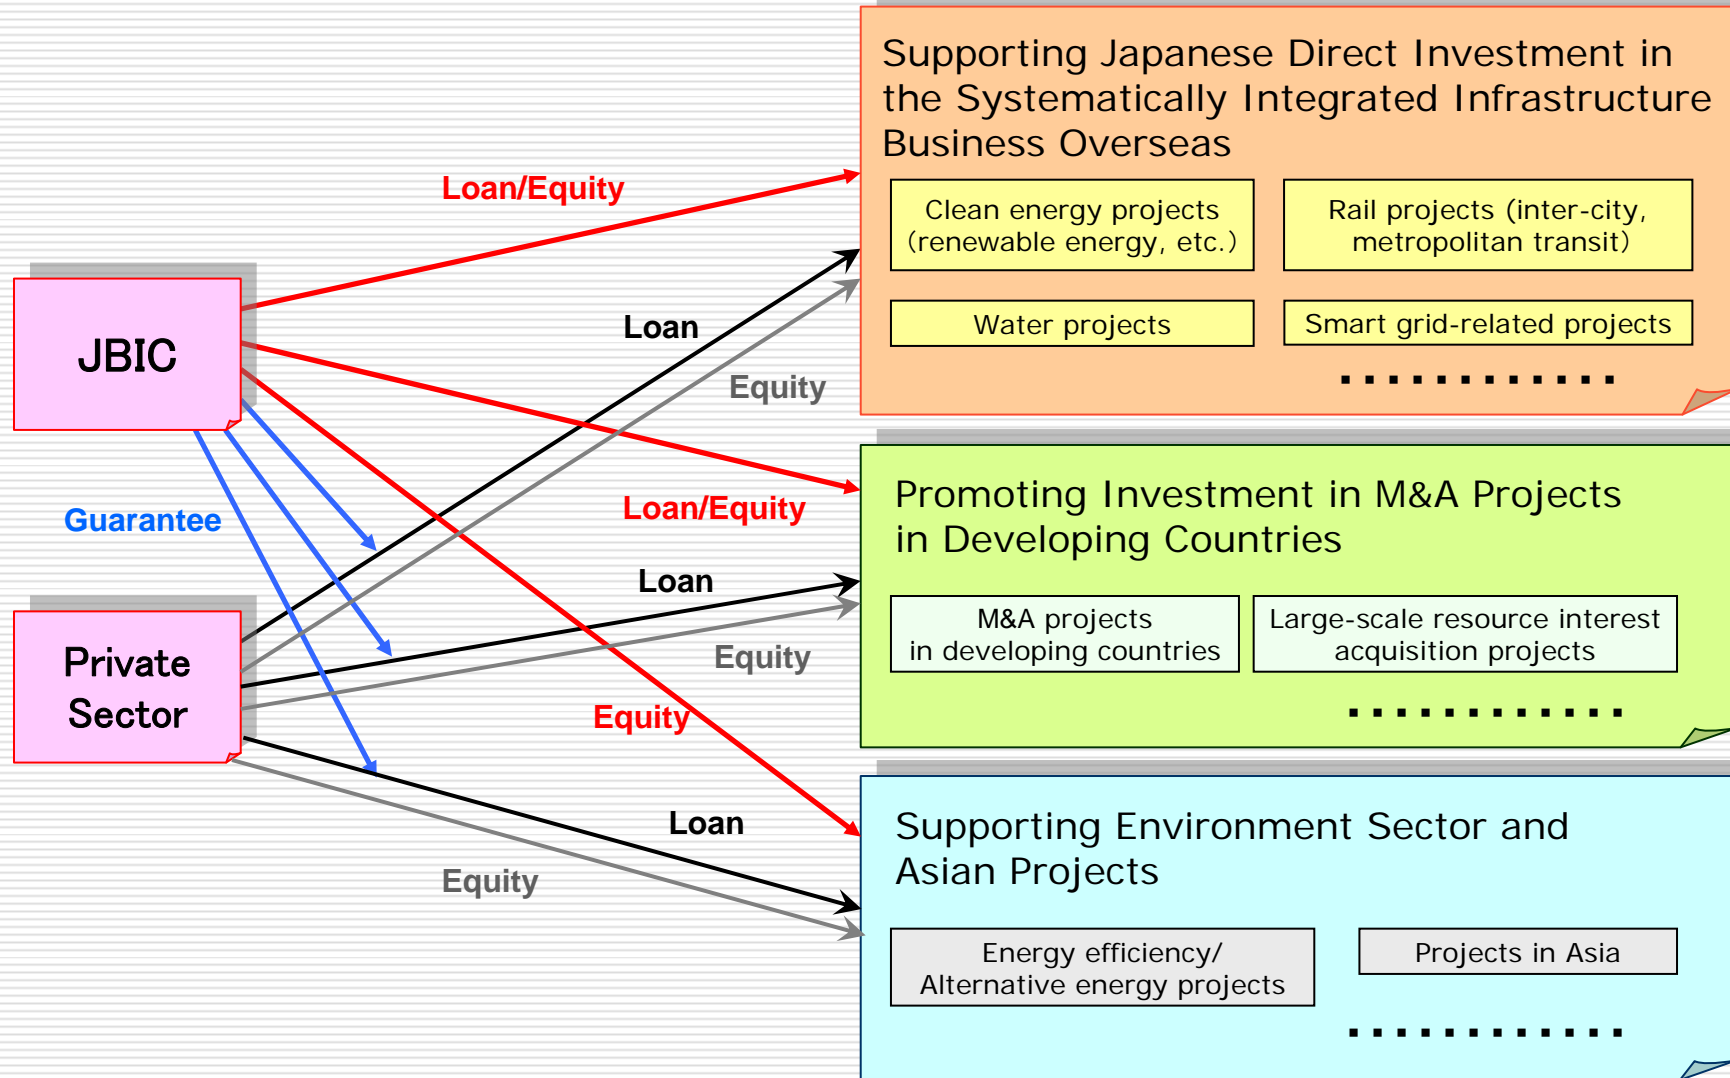 Supporting Japanese Direct Investment in
the Systematically Integrated Infrastructure
Business Overseas
Loan/Equity
Clean energy projects
(renewable energy, etc.)
Rail projects (inter-city,
metropolitan transit)
Loan
Water projects
Smart grid-related projects
JBIC
Equity
............
Guarantee
Loan/Equity
Promoting Investment in M&A Projects
in Developing Countries
Loan
M&A projects
in developing countries
Large-scale resource interest
acquisition projects
Private
Sector
Equity
Equity
............
Loan
Supporting Environment Sector and
Asian Projects
Equity
Energy efficiency/
Alternative energy projects
Projects in Asia
............